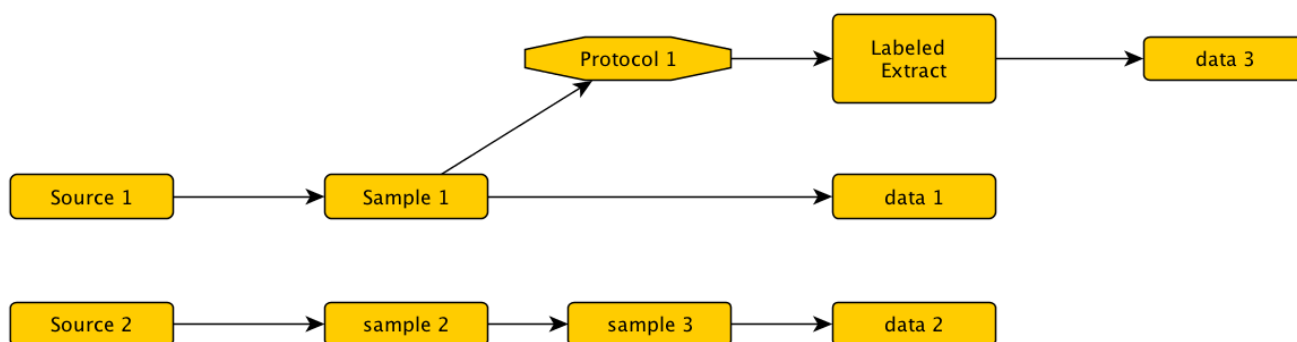 Protocol 1
Labeled
Extract
data 3
Source 1
Sample 1
data 1
Source 2
sample 2
sample 3
data 2